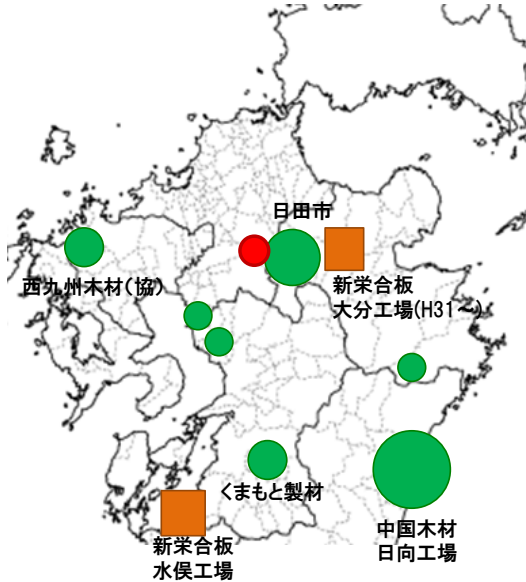 日田市
新栄合板
大分工場(H31～)
西九州木材(協)
くまもと製材
中国木材
日向工場
新栄合板
水俣工場